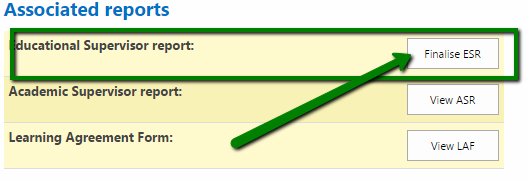 Associated reports
Educational Supervisor report: Finalise ESR
Academic Supervisor report: View ASR
Learning Agreement Form: View LAF